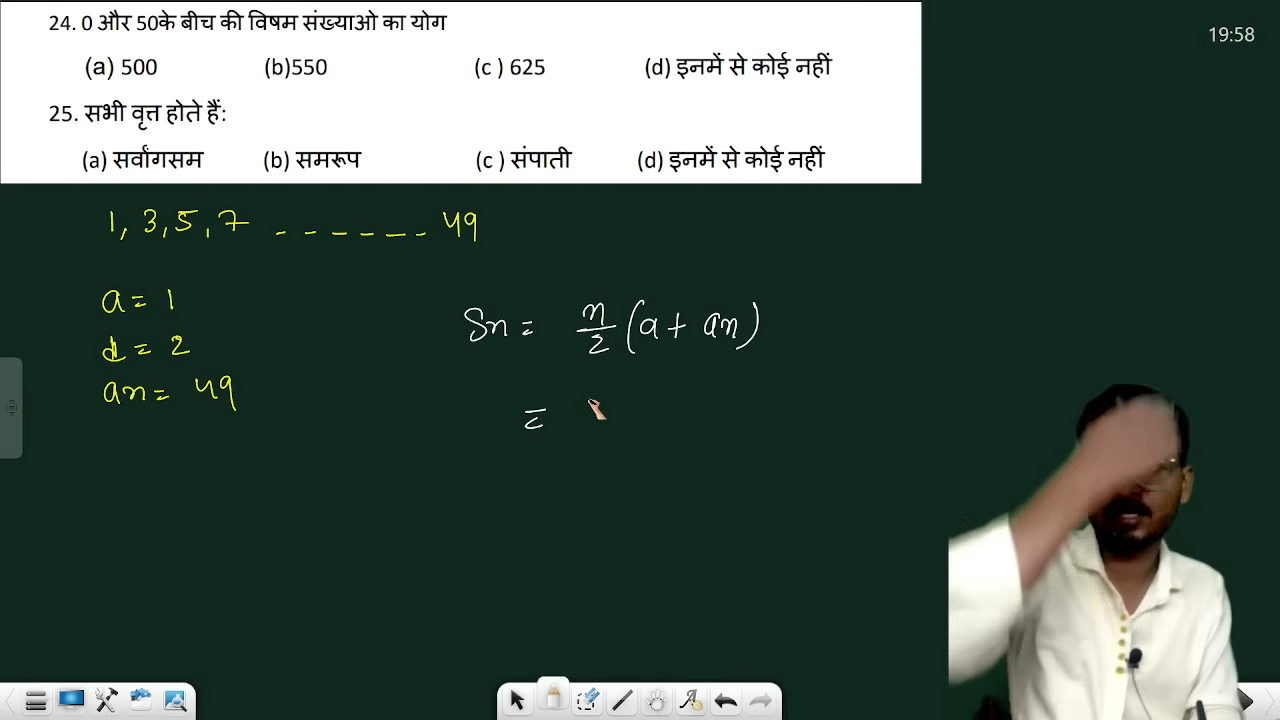 24. 0 और 50के बीच की विषम संख्याओ का योग
19:58
(a) 500 (b)550 (c ) 625 (d) इनमें से कोई नहीं
25. सभी वृत्त होते हैं:
(a) सर्वांगसम (b) समरूप (c ) संपाती (d) इनमें से कोई नहीं
1, 3, 5, 7 - - - - - - 49
a = 1
d = 2
an = 49
Sn = n/2 (a + an)
=